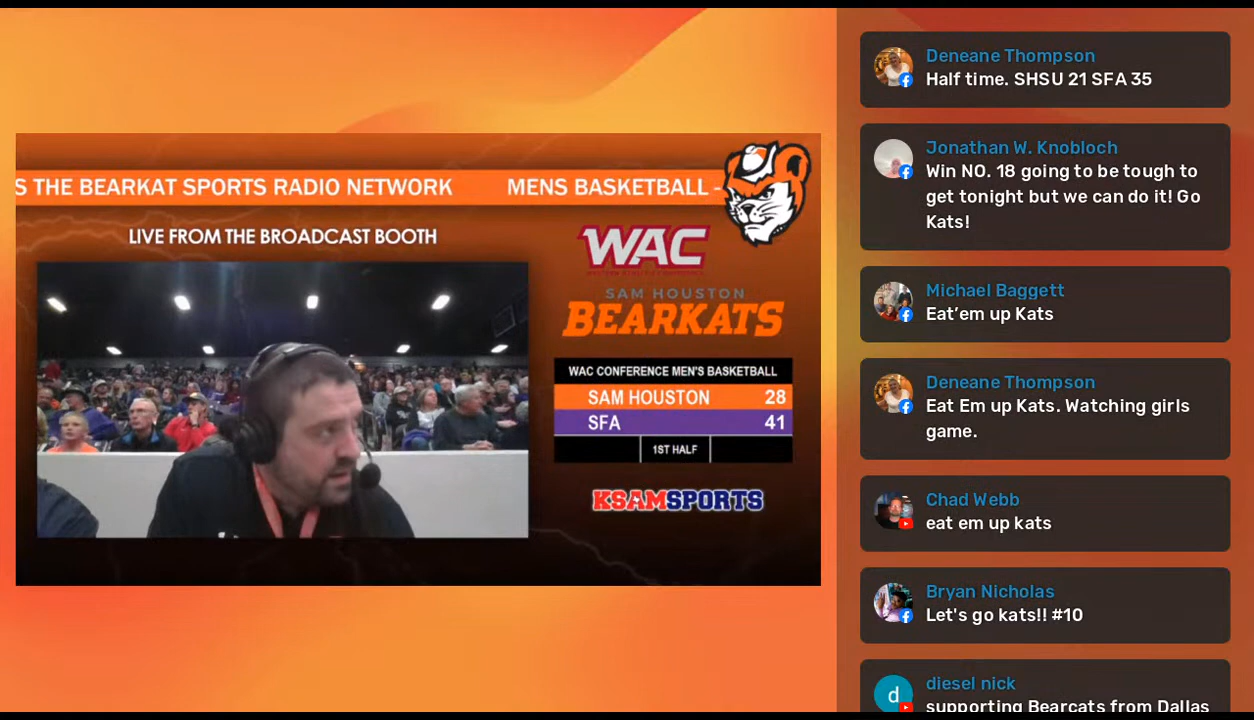 S THE BEARKAT SPORTS RADIO NETWORK MENS BASKETBALL -
LIVE FROM THE BROADCAST BOOTH
WAC
SAM HOUSTON
BEARKATS
WAC CONFERENCE MEN'S BASKETBALL
SAM HOUSTON 28
SFA 41
1ST HALF
KSAMSPORTS
Deneane Thompson
Half time. SHSU 21 SFA 35
Jonathan W. Knobloch
Win NO. 18 going to be tough to
get tonight but we can do it! Go
Kats!
Michael Baggett
Eat’em up Kats
Deneane Thompson
Eat Em up Kats. Watching girls
game.
Chad Webb
eat em up kats
Bryan Nicholas
Let's go kats!! #10
d
diesel nick
supporting Bearcats from Dallas